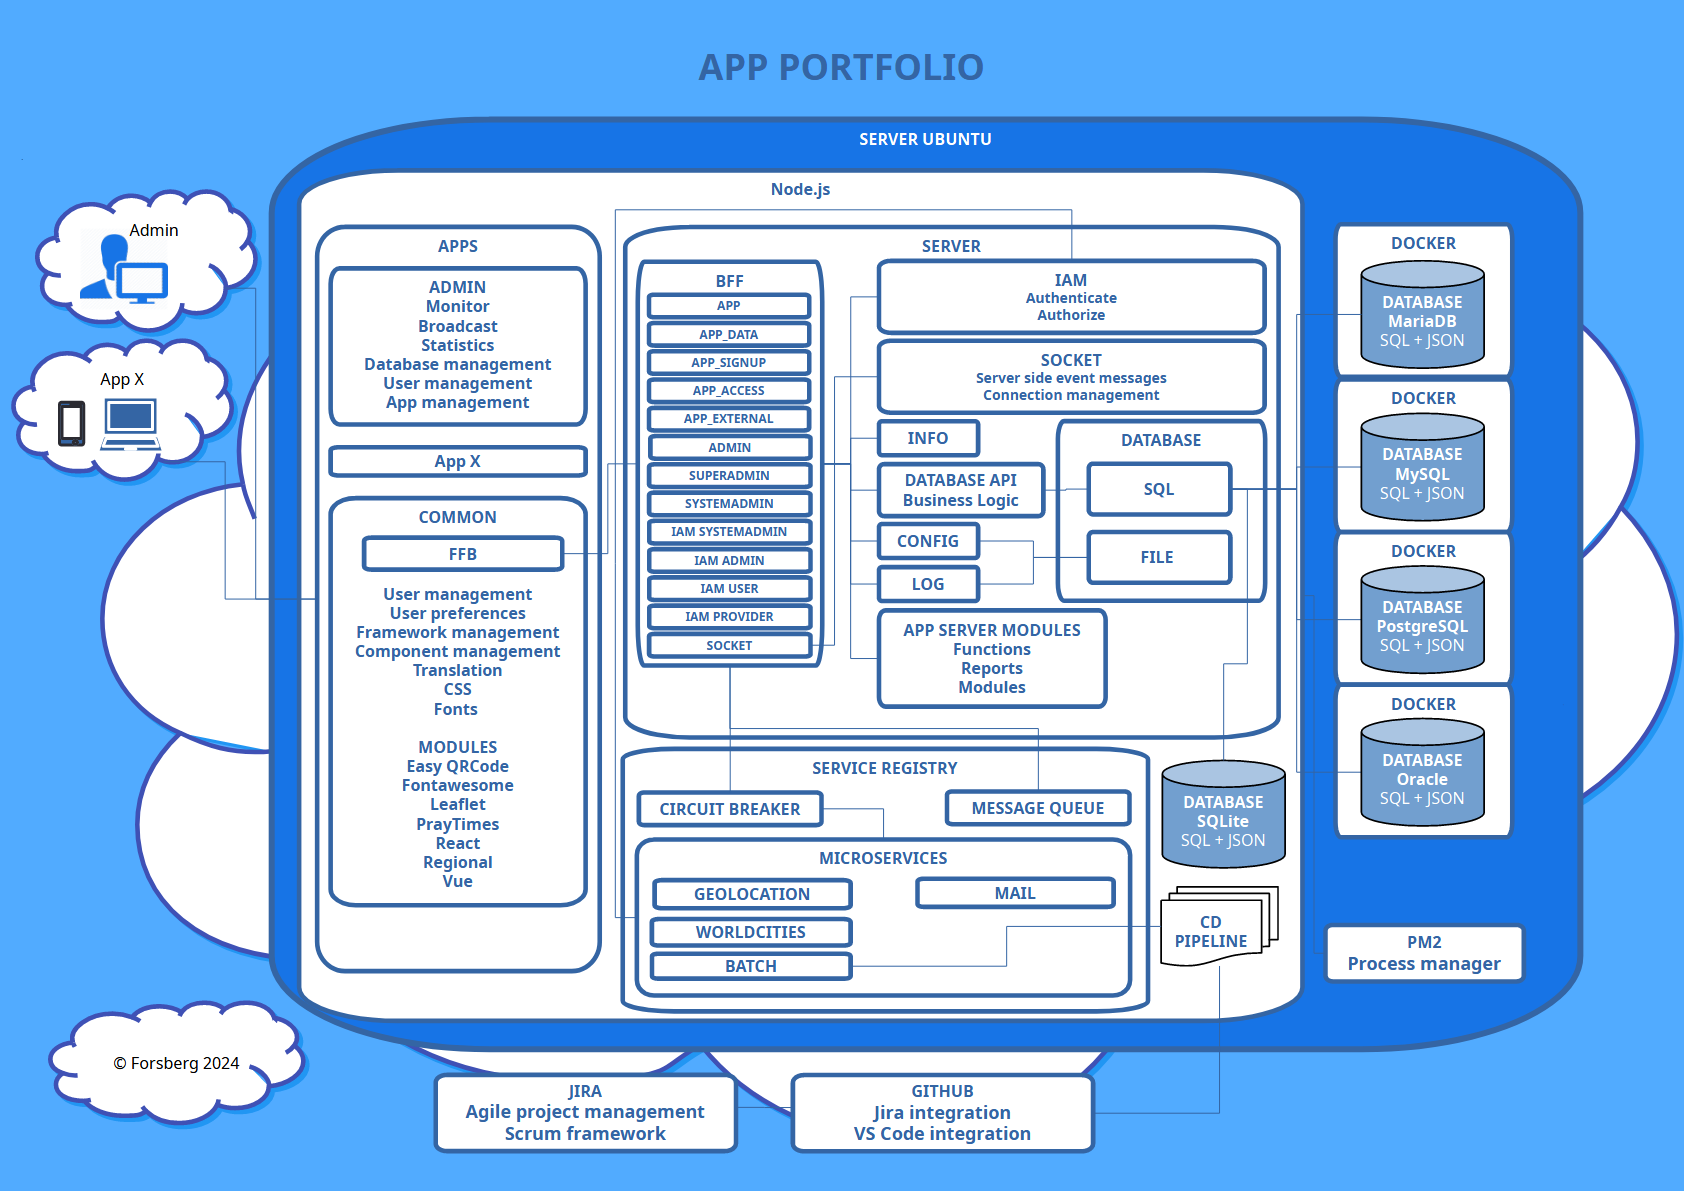 APP PORTFOLIO
SERVER UBUNTU
Node.js
Admin
App X
APPS
ADMIN
Monitor
Broadcast
Statistics
Database management
User management
App management
App X
COMMON
FFB
User management
User preferences
Framework management
Component management
Translation
CSS
Fonts
MODULES
Easy QRCode
Fontawesome
Leaflet
PrayTimes
React
Regional
Vue
SERVER
BFF
APP
APP_DATA
APP_SIGNUP
APP_ACCESS
APP_EXTERNAL
ADMIN
SUPERADMIN
SYSTEMADMIN
IAM SYSTEMADMIN
IAM ADMIN
IAM USER
IAM PROVIDER
SOCKET
IAM
Authenticate
Authorize
SOCKET
Server side event messages
Connection management
INFO
DATABASE API
Business Logic
CONFIG
LOG
DATABASE
SQL
FILE
APP SERVER MODULES
Functions
Reports
Modules
SERVICE REGISTRY
CIRCUIT BREAKER
MESSAGE QUEUE
MICROSERVICES
GEOLOCATION
MAIL
WORLDCITIES
BATCH
DATABASE
SQLite
SQL + JSON
CD
PIPELINE
DOCKER
DATABASE
MariaDB
SQL + JSON
DOCKER
DATABASE
MySQL
SQL + JSON
DOCKER
DATABASE
PostgreSQL
SQL + JSON
DOCKER
DATABASE
Oracle
SQL + JSON
PM2
Process manager
© Forsberg 2024
JIRA
Agile project management
Scrum framework
GITHUB
Jira integration
VS Code integration